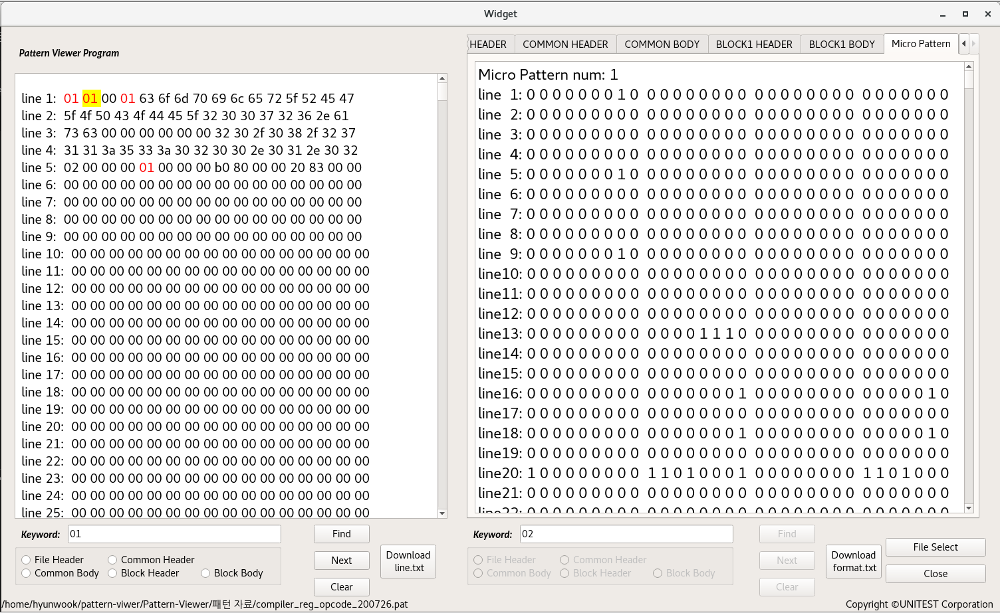 Widget
Pattern Viewer Program
line 1: 01 01 00 01 63 6f 6d 70 69 6c 65 72 5f 52 45 47
line 2: 5f 4f 50 43 4f 44 45 5f 32 30 30 37 32 36 2e 61
line 3: 73 63 00 00 00 00 00 00 32 30 2f 30 38 2f 32 37
line 4: 31 31 3a 35 33 3a 30 32 30 30 2e 30 31 2e 30 32
line 5: 02 00 00 00 01 00 00 00 b0 80 00 00 20 83 00 00
line 6: 00 00 00 00 00 00 00 00 00 00 00 00 00 00 00 00
line 7: 00 00 00 00 00 00 00 00 00 00 00 00 00 00 00 00
line 8: 00 00 00 00 00 00 00 00 00 00 00 00 00 00 00 00
line 9: 00 00 00 00 00 00 00 00 00 00 00 00 00 00 00 00
line 10: 00 00 00 00 00 00 00 00 00 00 00 00 00 00 00 00
line 11: 00 00 00 00 00 00 00 00 00 00 00 00 00 00 00 00
line 12: 00 00 00 00 00 00 00 00 00 00 00 00 00 00 00 00
line 13: 00 00 00 00 00 00 00 00 00 00 00 00 00 00 00 00
line 14: 00 00 00 00 00 00 00 00 00 00 00 00 00 00 00 00
line 15: 00 00 00 00 00 00 00 00 00 00 00 00 00 00 00 00
line 16: 00 00 00 00 00 00 00 00 00 00 00 00 00 00 00 00
line 17: 00 00 00 00 00 00 00 00 00 00 00 00 00 00 00 00
line 18: 00 00 00 00 00 00 00 00 00 00 00 00 00 00 00 00
line 19: 00 00 00 00 00 00 00 00 00 00 00 00 00 00 00 00
line 20: 00 00 00 00 00 00 00 00 00 00 00 00 00 00 00 00
line 21: 00 00 00 00 00 00 00 00 00 00 00 00 00 00 00 00
line 22: 00 00 00 00 00 00 00 00 00 00 00 00 00 00 00 00
line 23: 00 00 00 00 00 00 00 00 00 00 00 00 00 00 00 00
line 24: 00 00 00 00 00 00 00 00 00 00 00 00 00 00 00 00
line 25: 00 00 00 00 00 00 00 00 00 00 00 00 00 00 00 00
Keyword: 01
Find
File Header Common Header
Next
Common Body Block Header Block Body
Clear
Download
line.txt
HEADER COMMON HEADER COMMON BODY BLOCK1 HEADER BLOCK1 BODY Micro Pattern
Micro Pattern num: 1
line 1: 0 0 0 0 0 0 0 1 0 0 0 0 0 0 0 0 0 0 0 0 0 0 0 0 0 0 0 0 0 0 0 0
line 2: 0 0 0 0 0 0 0 0 0 0 0 0 0 0 0 0 0 0 0 0 0 0 0 0 0 0 0 0 0 0 0 0
line 3: 0 0 0 0 0 0 0 0 0 0 0 0 0 0 0 0 0 0 0 0 0 0 0 0 0 0 0 0 0 0 0 0
line 4: 0 0 0 0 0 0 0 0 0 0 0 0 0 0 0 0 0 0 0 0 0 0 0 0 0 0 0 0 0 0 0 0
line 5: 0 0 0 0 0 0 0 1 0 0 0 0 0 0 0 0 0 0 0 0 0 0 0 0 0 0 0 0 0 0 0 0
line 6: 0 0 0 0 0 0 0 0 0 0 0 0 0 0 0 0 0 0 0 0 0 0 0 0 0 0 0 0 0 0 0 0
line 7: 0 0 0 0 0 0 0 0 0 0 0 0 0 0 0 0 0 0 0 0 0 0 0 0 0 0 0 0 0 0 0 0
line 8: 0 0 0 0 0 0 0 0 0 0 0 0 0 0 0 0 0 0 0 0 0 0 0 0 0 0 0 0 0 0 0 0
line 9: 0 0 0 0 0 0 0 1 0 0 0 0 0 0 0 0 0 0 0 0 0 0 0 0 0 0 0 0 0 0 0 0
line10: 0 0 0 0 0 0 0 0 0 0 0 0 0 0 0 0 0 0 0 0 0 0 0 0 0 0 0 0 0 0 0 0
line11: 0 0 0 0 0 0 0 0 0 0 0 0 0 0 0 0 0 0 0 0 0 0 0 0 0 0 0 0 0 0 0 0
line12: 0 0 0 0 0 0 0 0 0 0 0 0 0 0 0 0 0 0 0 0 0 0 0 0 0 0 0 0 0 0 0 0
line13: 0 0 0 0 0 0 0 0 0 0 0 0 0 1 1 1 0 0 0 0 0 0 0 0 0 0 0 0 0 0 0 0
line14: 0 0 0 0 0 0 0 0 0 0 0 0 0 0 0 0 0 0 0 0 0 0 0 0 0 0 0 0 0 0 0 0
line15: 0 0 0 0 0 0 0 0 0 0 0 0 0 0 0 0 0 0 0 0 0 0 0 0 0 0 0 0 0 0 0 0
line16: 0 0 0 0 0 0 0 0 0 0 0 0 0 0 0 0 1 0 0 0 0 0 0 0 0 0 0 0 0 0 1 0
line17: 0 0 0 0 0 0 0 0 0 0 0 0 0 0 0 0 0 0 0 0 0 0 0 0 0 0 0 0 0 0 0 0
line18: 0 0 0 0 0 0 0 0 0 0 0 0 0 0 0 0 1 0 0 0 0 0 0 0 0 0 0 0 0 0 1 0
line19: 0 0 0 0 0 0 0 0 0 0 0 0 0 0 0 0 0 0 0 0 0 0 0 0 0 0 0 0 0 0 0 0
line20: 1 0 0 0 0 0 0 0 0 1 1 0 1 0 0 0 1 0 0 0 0 0 0 0 0 1 1 0 1 0 0 0
line21: 0 0 0 0 0 0 0 0 0 0 0 0 0 0 0 0 0 0 0 0 0 0 0 0 0 0 0 0 0 0 0 0
Keyword: 02
Find
File Header Common Header
Next
Common Body Block Header Block Body
Clear
Download
format.txt
File Select
Close
/home/hyunwook/pattern-viwer/Pattern-Viewer/패턴 자료/compiler_reg_opcode_200726.pat
Copyright ©UNITEST Corporation